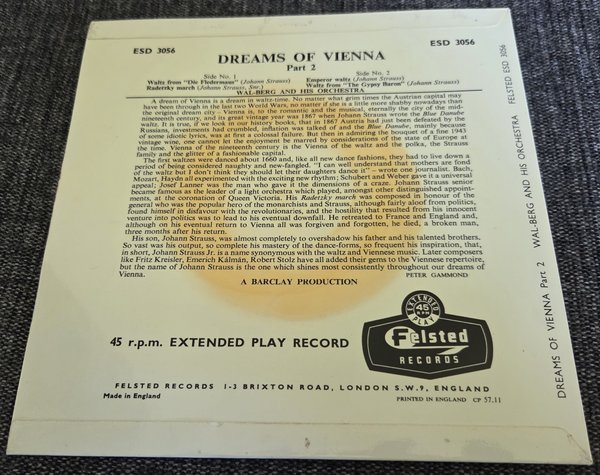 ESD 3056
ESD 3056
DREAMS OF VIENNA
Part 2
Side No. 1
Waltz from "Die Fledermaus" (Johann Strauss)
Radetzky march (Johann Strauss, Snr.)
Side No. 2
Emperor waltz (Johann Strauss)
Waltz from "The Gypsy Baron" (Johann Strauss)
WAL-BERG AND HIS ORCHESTRA
A dream of Vienna is a dream in waltz-time. No matter what grim times the Austrian capital may
have been through in the last two World Wars, no matter if she is a little more shabby nowadays than
the original dream city - Vienna is, to the romantic and the musical, eternally the city of the mid-
nineteenth century, and its great vintage year was 1867 when Johann Strauss wrote the Blue Danube
waltz. It is true, if we look in our history books, that in 1867 Austria had just been defeated by the
Russians, investments had crumbled, inflation was talked of and the Blue Danube, mainly because
of some idiotic lyrics, was at first a colossal failure. But then in admiring the bouquet of a fine 1943
vintage wine, one cannot let the enjoyment be marred by considerations of the state of Europe at
the time. Vienna of the nineteenth century is the Vienna of the waltz and the polka, the Strauss
family and the glitter of a fashionable capital.
The first waltzes were danced about 1660 and, like all new dance fashions, they had to live down a
period of being considered naughty and new-fangled. "I can well understand that mothers are fond
of the waltz but I don't think they should let their daughters dance it" - wrote one journalist. Bach,
Mozart, Haydn all experimented with the exciting new rhythm; Schubert and Weber gave it a universal
appeal; Josef Lanner was the man who gave it the dimensions of a craze. Johann Strauss senior
became famous as the leader of a light orchestra which played, amongst other distinguished appoint-
ments, at the coronation of Queen Victoria. His Radetzky march was composed in honour of the
general who was the popular hero of the monarchists and Strauss, although fairly aloof from politics,
found himself in disfavour with the revolutionaries, and the hostility that resulted from his innocent
venture into politics was to lead to his eventual downfall. He retreated to France and England and,
although on his eventual return to Vienna all was forgiven and forgotten, he died, a broken man,
three months after his return.
His son, Johann Strauss, was almost completely to overshadow his father and his talented brothers.
So vast was his output, so complete his mastery of the dance-forms, so frequent his inspiration, that,
in short, Johann Strauss Jr. is a name synonymous with the waltz and Viennese music. Later composers
like Fritz Kreisler, Emerich Kálmán, Robert Stolz have all added their gems to the Viennese repertoire,
but the name of Johann Strauss is the one which shines most consistently throughout our dreams of
Vienna.
PETER GAMMOND
A BARCLAY PRODUCTION
45 r.p.m. EXTENDED PLAY RECORD
EXTENDED
45
R.P.M.
PLAY
Felsted
RECORDS
FELSTED RECORDS 1-3 BRIXTON ROAD, LONDON S.W.9, ENGLAND
Made in England
PRINTED IN ENGLAND CP 57.11
DREAMS OF VIENNA Part 2 WAL-BERG AND HIS ORCHESTRA FELSTED ESD 3056